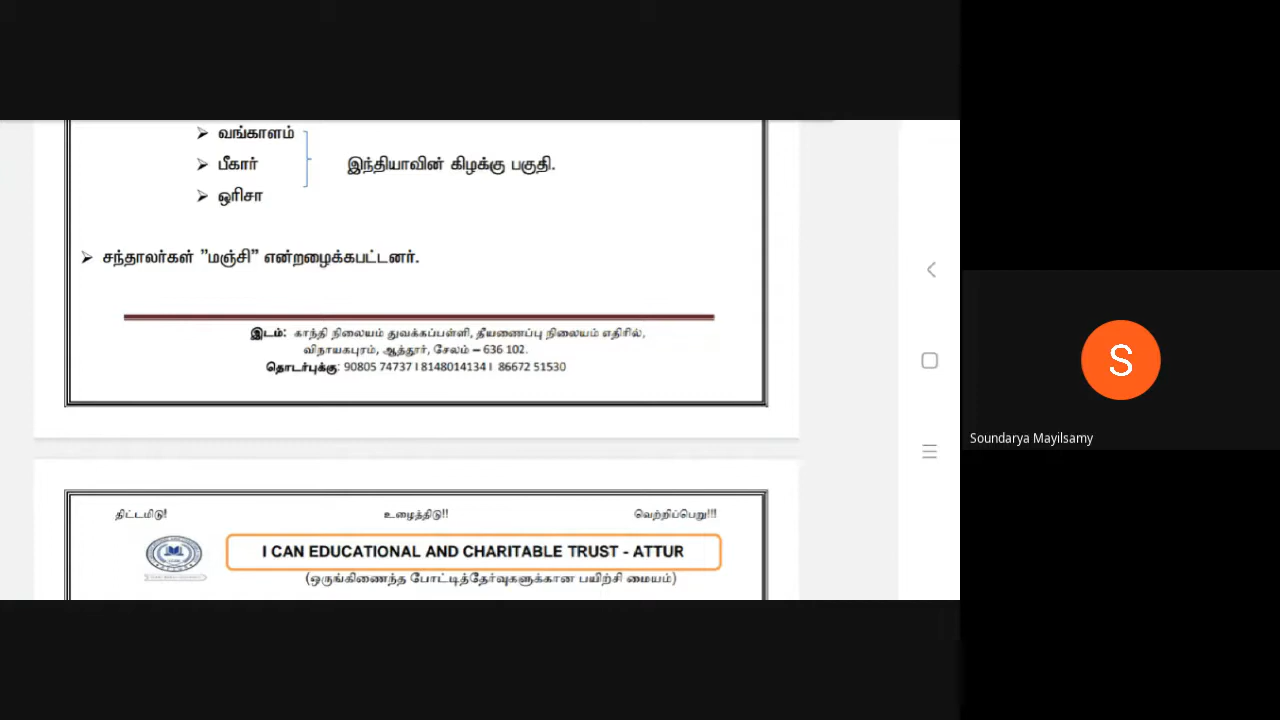 வங்காளம்
பீகார்
இந்தியாவின் கிழக்கு பகுதி.
ஒரிசா
சந்தாலர்கள் ”மஞ்சி” என்றழைக்கபட்டனர்.
இடம்: காந்தி நிலையம் துவக்கப்பள்ளி, தீயணைப்பு நிலையம் எதிரில்,
விநாயகபுரம், ஆத்தூர், சேலம் – 636 102.
தொடர்புக்கு: 90805 74737 I 8148014134 I 86672 51530
திட்டமிடு! உழைத்திடு!! வெற்றிப்பெறு!!!
I CAN EDUCATIONAL AND CHARITABLE TRUST - ATTUR
(ஒருங்கிணைந்த போட்டித்தேர்வுகளுக்கான பயிற்சி மையம்)
S
Soundarya Mayilsamy